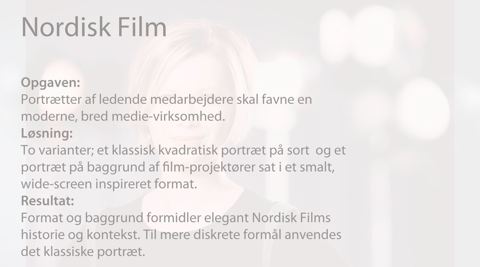 Nordisk Film
Opgaven:
Portrætter af ledende medarbejdere skal favne en
moderne, bred medie-virksomhed.
Løsning:
To varianter; et klassisk kvadratisk portræt på sort  og et
portræt på baggrund af film-projektører sat i et smalt,
wide-screen inspireret format.
Resultat:
Format og baggrund formidler elegant Nordisk Films
historie og kontekst. Til mere diskrete formål anvendes
det klassiske portræt.